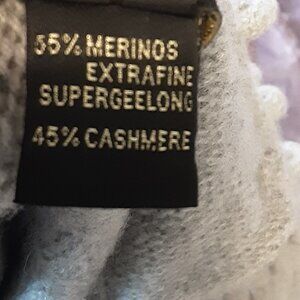 55% MERINOS
EXTRAFINE
SUPERGEELONG
45% CASHMERE